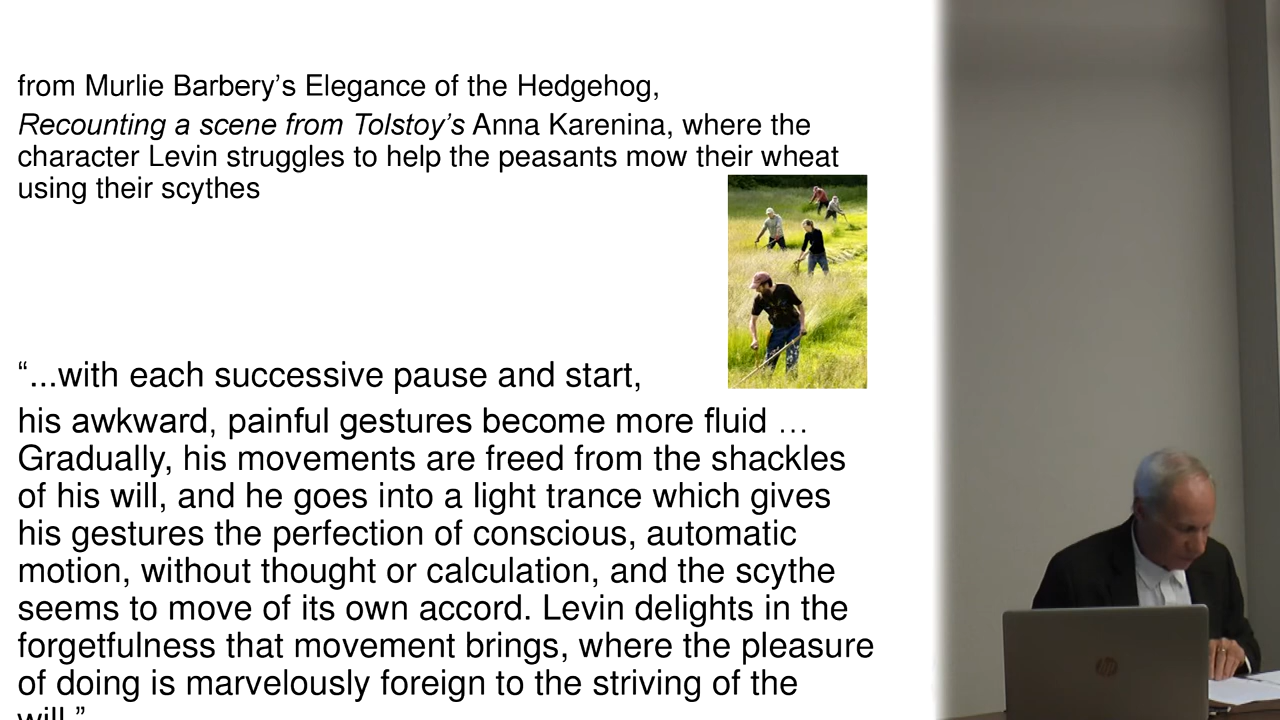 from Murlie Barbery’s Elegance of the Hedgehog,
Recounting a scene from Tolstoy’s Anna Karenina, where the
character Levin struggles to help the peasants mow their wheat
using their scythes
“...with each successive pause and start,
his awkward, painful gestures become more fluid …
Gradually, his movements are freed from the shackles
of his will, and he goes into a light trance which gives
his gestures the perfection of conscious, automatic
motion, without thought or calculation, and the scythe
seems to move of its own accord. Levin delights in the
forgetfulness that movement brings, where the pleasure
of doing is marvelously foreign to the striving of the
will.”
hp